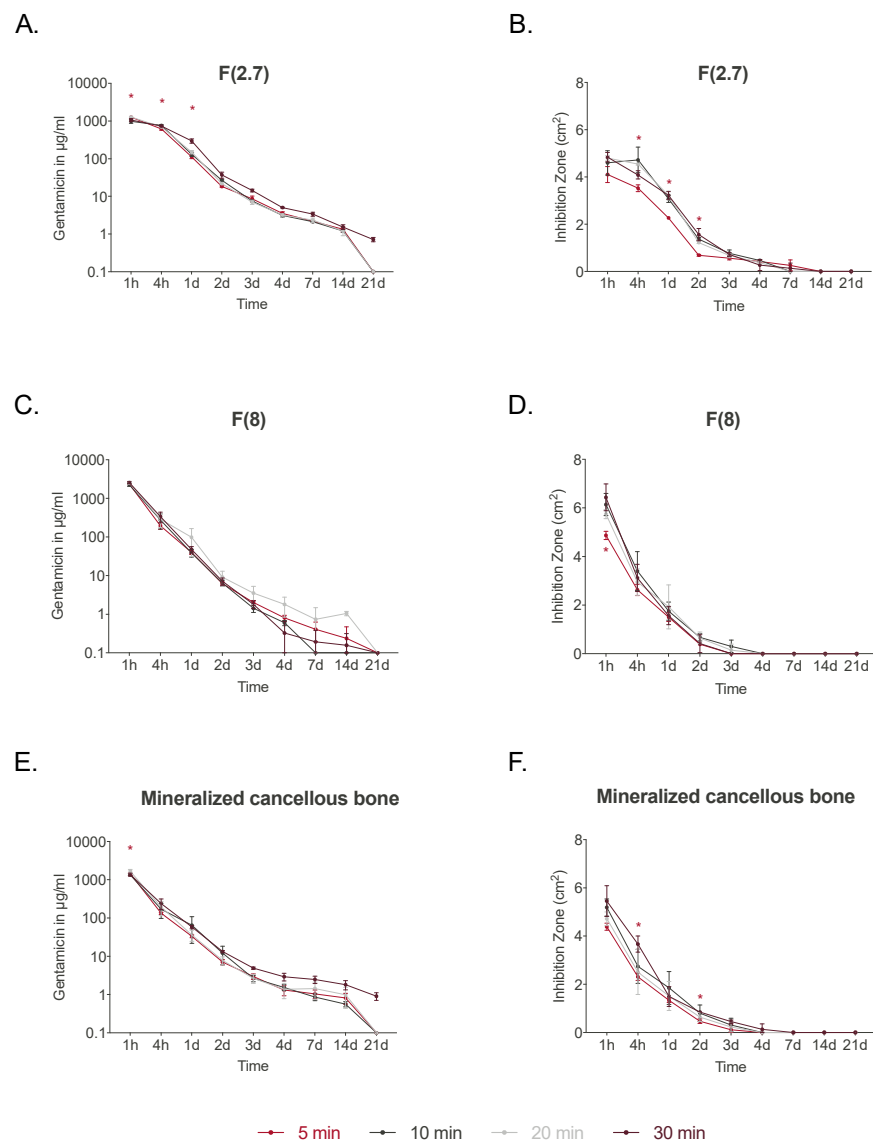 A.
F(2.7)
10000
1000
100
10
1
0.1
Gentamicin in µg/ml
* * *
1h 4h 1d 2d 3d 4d 7d 14d 21d
Time
B.
F(2.7)
8
6
4
2
0
Inhibition Zone (cm²)
* * *
1h 4h 1d 2d 3d 4d 7d 14d 21d
Time
C.
F(8)
10000
1000
100
10
1
0.1
Gentamicin in µg/ml
1h 4h 1d 2d 3d 4d 7d 14d 21d
Time
D.
F(8)
8
6
4
2
0
Inhibition Zone (cm²)
*
1h 4h 1d 2d 3d 4d 7d 14d 21d
Time
E.
Mineralized cancellous bone
10000
1000
100
10
1
0.1
Gentamicin in µg/ml
*
1h 4h 1d 2d 3d 4d 7d 14d 21d
Time
F.
Mineralized cancellous bone
8
6
4
2
0
Inhibition Zone (cm²)
* *
1h 4h 1d 2d 3d 4d 7d 14d 21d
Time
5 min 10 min 20 min 30 min